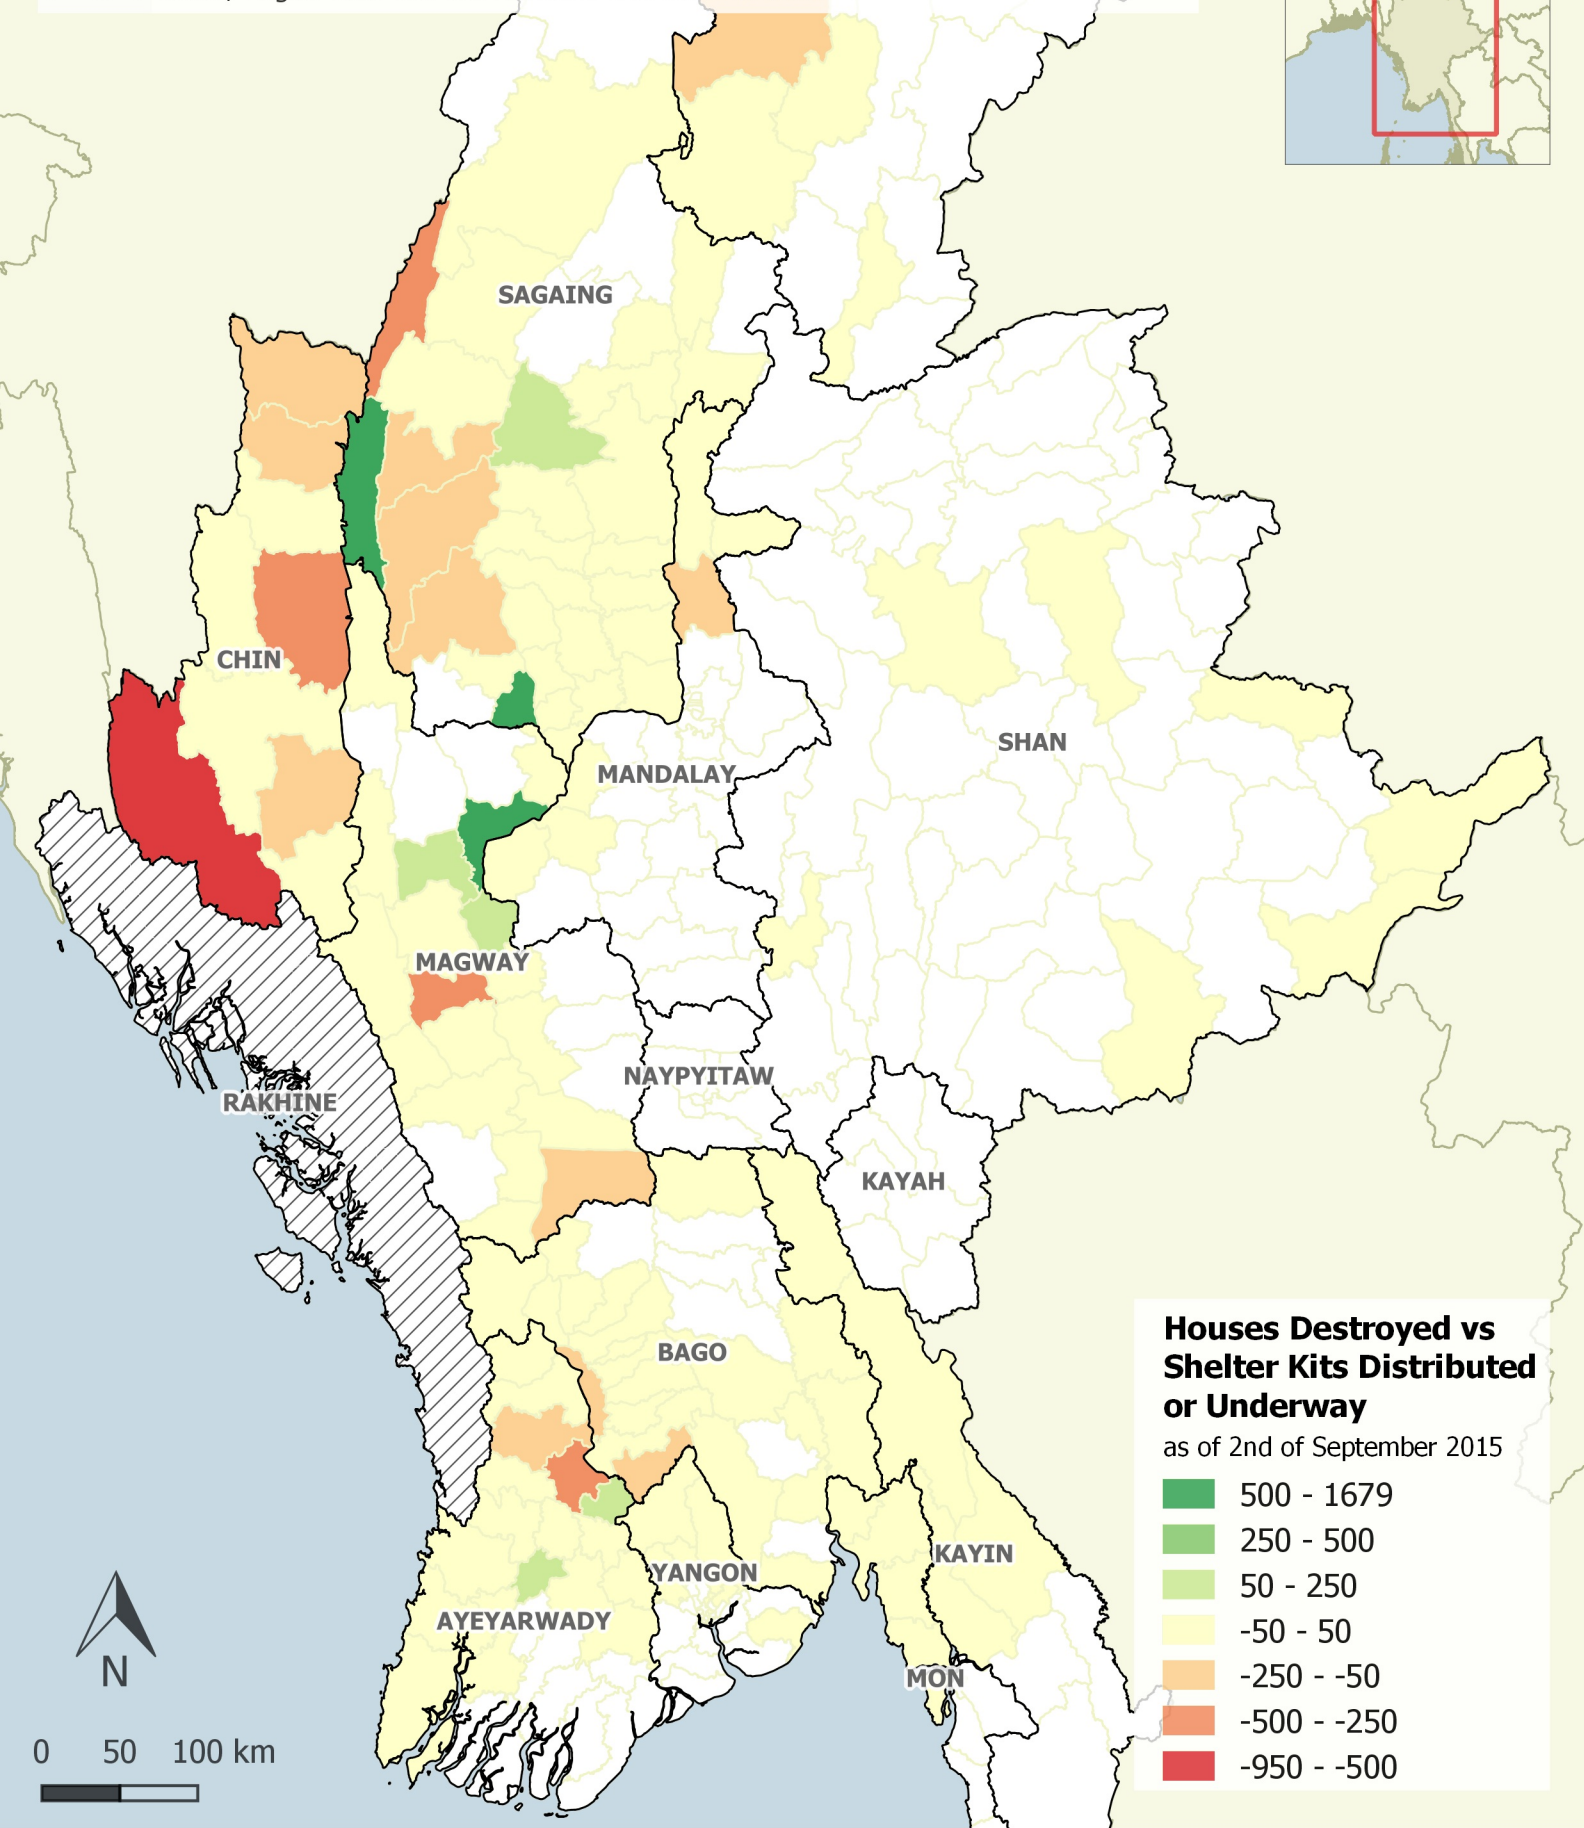 SAGAING
CHIN
SHAN
MANDALAY
MAGWAY
NAYPYITAW
RAKHINE
KAYAH
BAGO
KAYIN
YANGON
AYEYARWADY
MON
N
0 50 100 km
Houses Destroyed vs
Shelter Kits Distributed
or Underway
as of 2nd of September 2015
500 - 1679
250 - 500
50 - 250
-50 - 50
-250 - -50
-500 - -250
-950 - -500